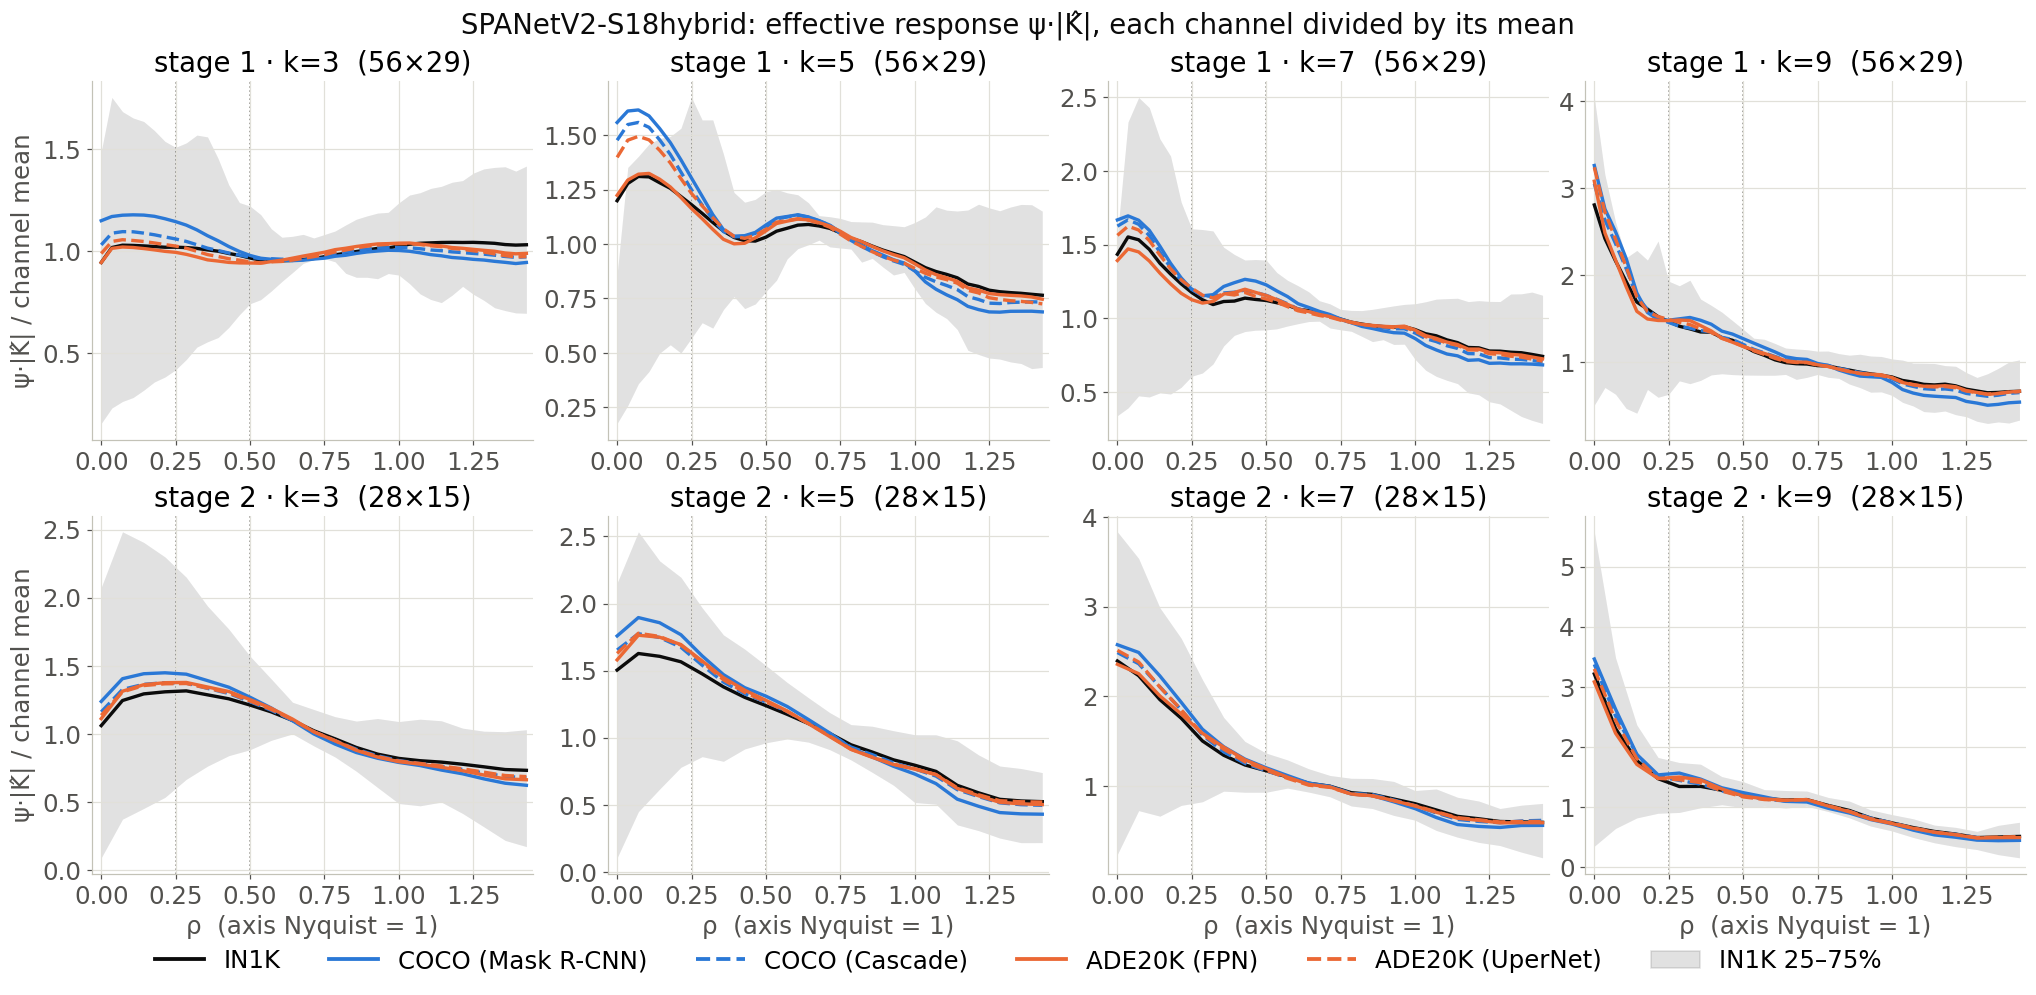 SPANetV2-S18hybrid: effective response ψ·|K̂|, each channel divided by its mean
stage 1 · k=3  (56×29)
stage 1 · k=5  (56×29)
stage 1 · k=7  (56×29)
stage 1 · k=9  (56×29)
ψ·|K̂| / channel mean
1.5
1.0
0.5
0.00 0.25 0.50 0.75 1.00 1.25
1.50
1.25
1.00
0.75
0.50
0.25
0.00 0.25 0.50 0.75 1.00 1.25
2.5
2.0
1.5
1.0
0.5
0.00 0.25 0.50 0.75 1.00 1.25
4
3
2
1
0.00 0.25 0.50 0.75 1.00 1.25
stage 2 · k=3  (28×15)
stage 2 · k=5  (28×15)
stage 2 · k=7  (28×15)
stage 2 · k=9  (28×15)
ψ·|K̂| / channel mean
2.5
2.0
1.5
1.0
0.5
0.0
0.00 0.25 0.50 0.75 1.00 1.25
ρ  (axis Nyquist = 1)
2.5
2.0
1.5
1.0
0.5
0.0
0.00 0.25 0.50 0.75 1.00 1.25
ρ  (axis Nyquist = 1)
4
3
2
1
0.00 0.25 0.50 0.75 1.00 1.25
ρ  (axis Nyquist = 1)
5
4
3
2
1
0
0.00 0.25 0.50 0.75 1.00 1.25
ρ  (axis Nyquist = 1)
IN1K
COCO (Mask R-CNN)
COCO (Cascade)
ADE20K (FPN)
ADE20K (UperNet)
IN1K 25–75%